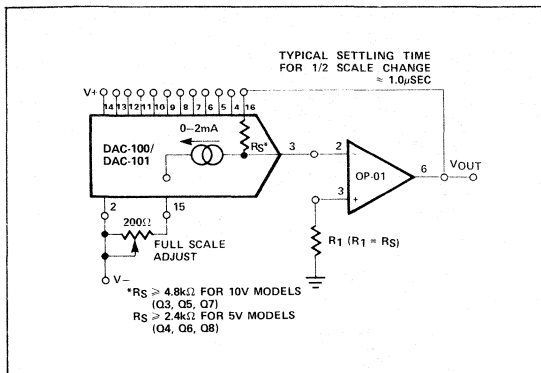 TYPICAL SETTLING TIME
FOR 1/2 SCALE CHANGE
≈ 1.0μSEC
V+
14 13 12 11 10 9 8 7 6 5 4 16
DAC-100/
DAC-101
0–2mA
RS*
3
2
OP-01
6
VOUT
3
2
15
200Ω
FULL SCALE
ADJUST
R1 (R1 = RS)
V–
*RS ⩾ 4.8kΩ FOR 10V MODELS
(Q3, Q5, Q7)
RS ⩾ 2.4kΩ FOR 5V MODELS
(Q4, Q6, Q8)